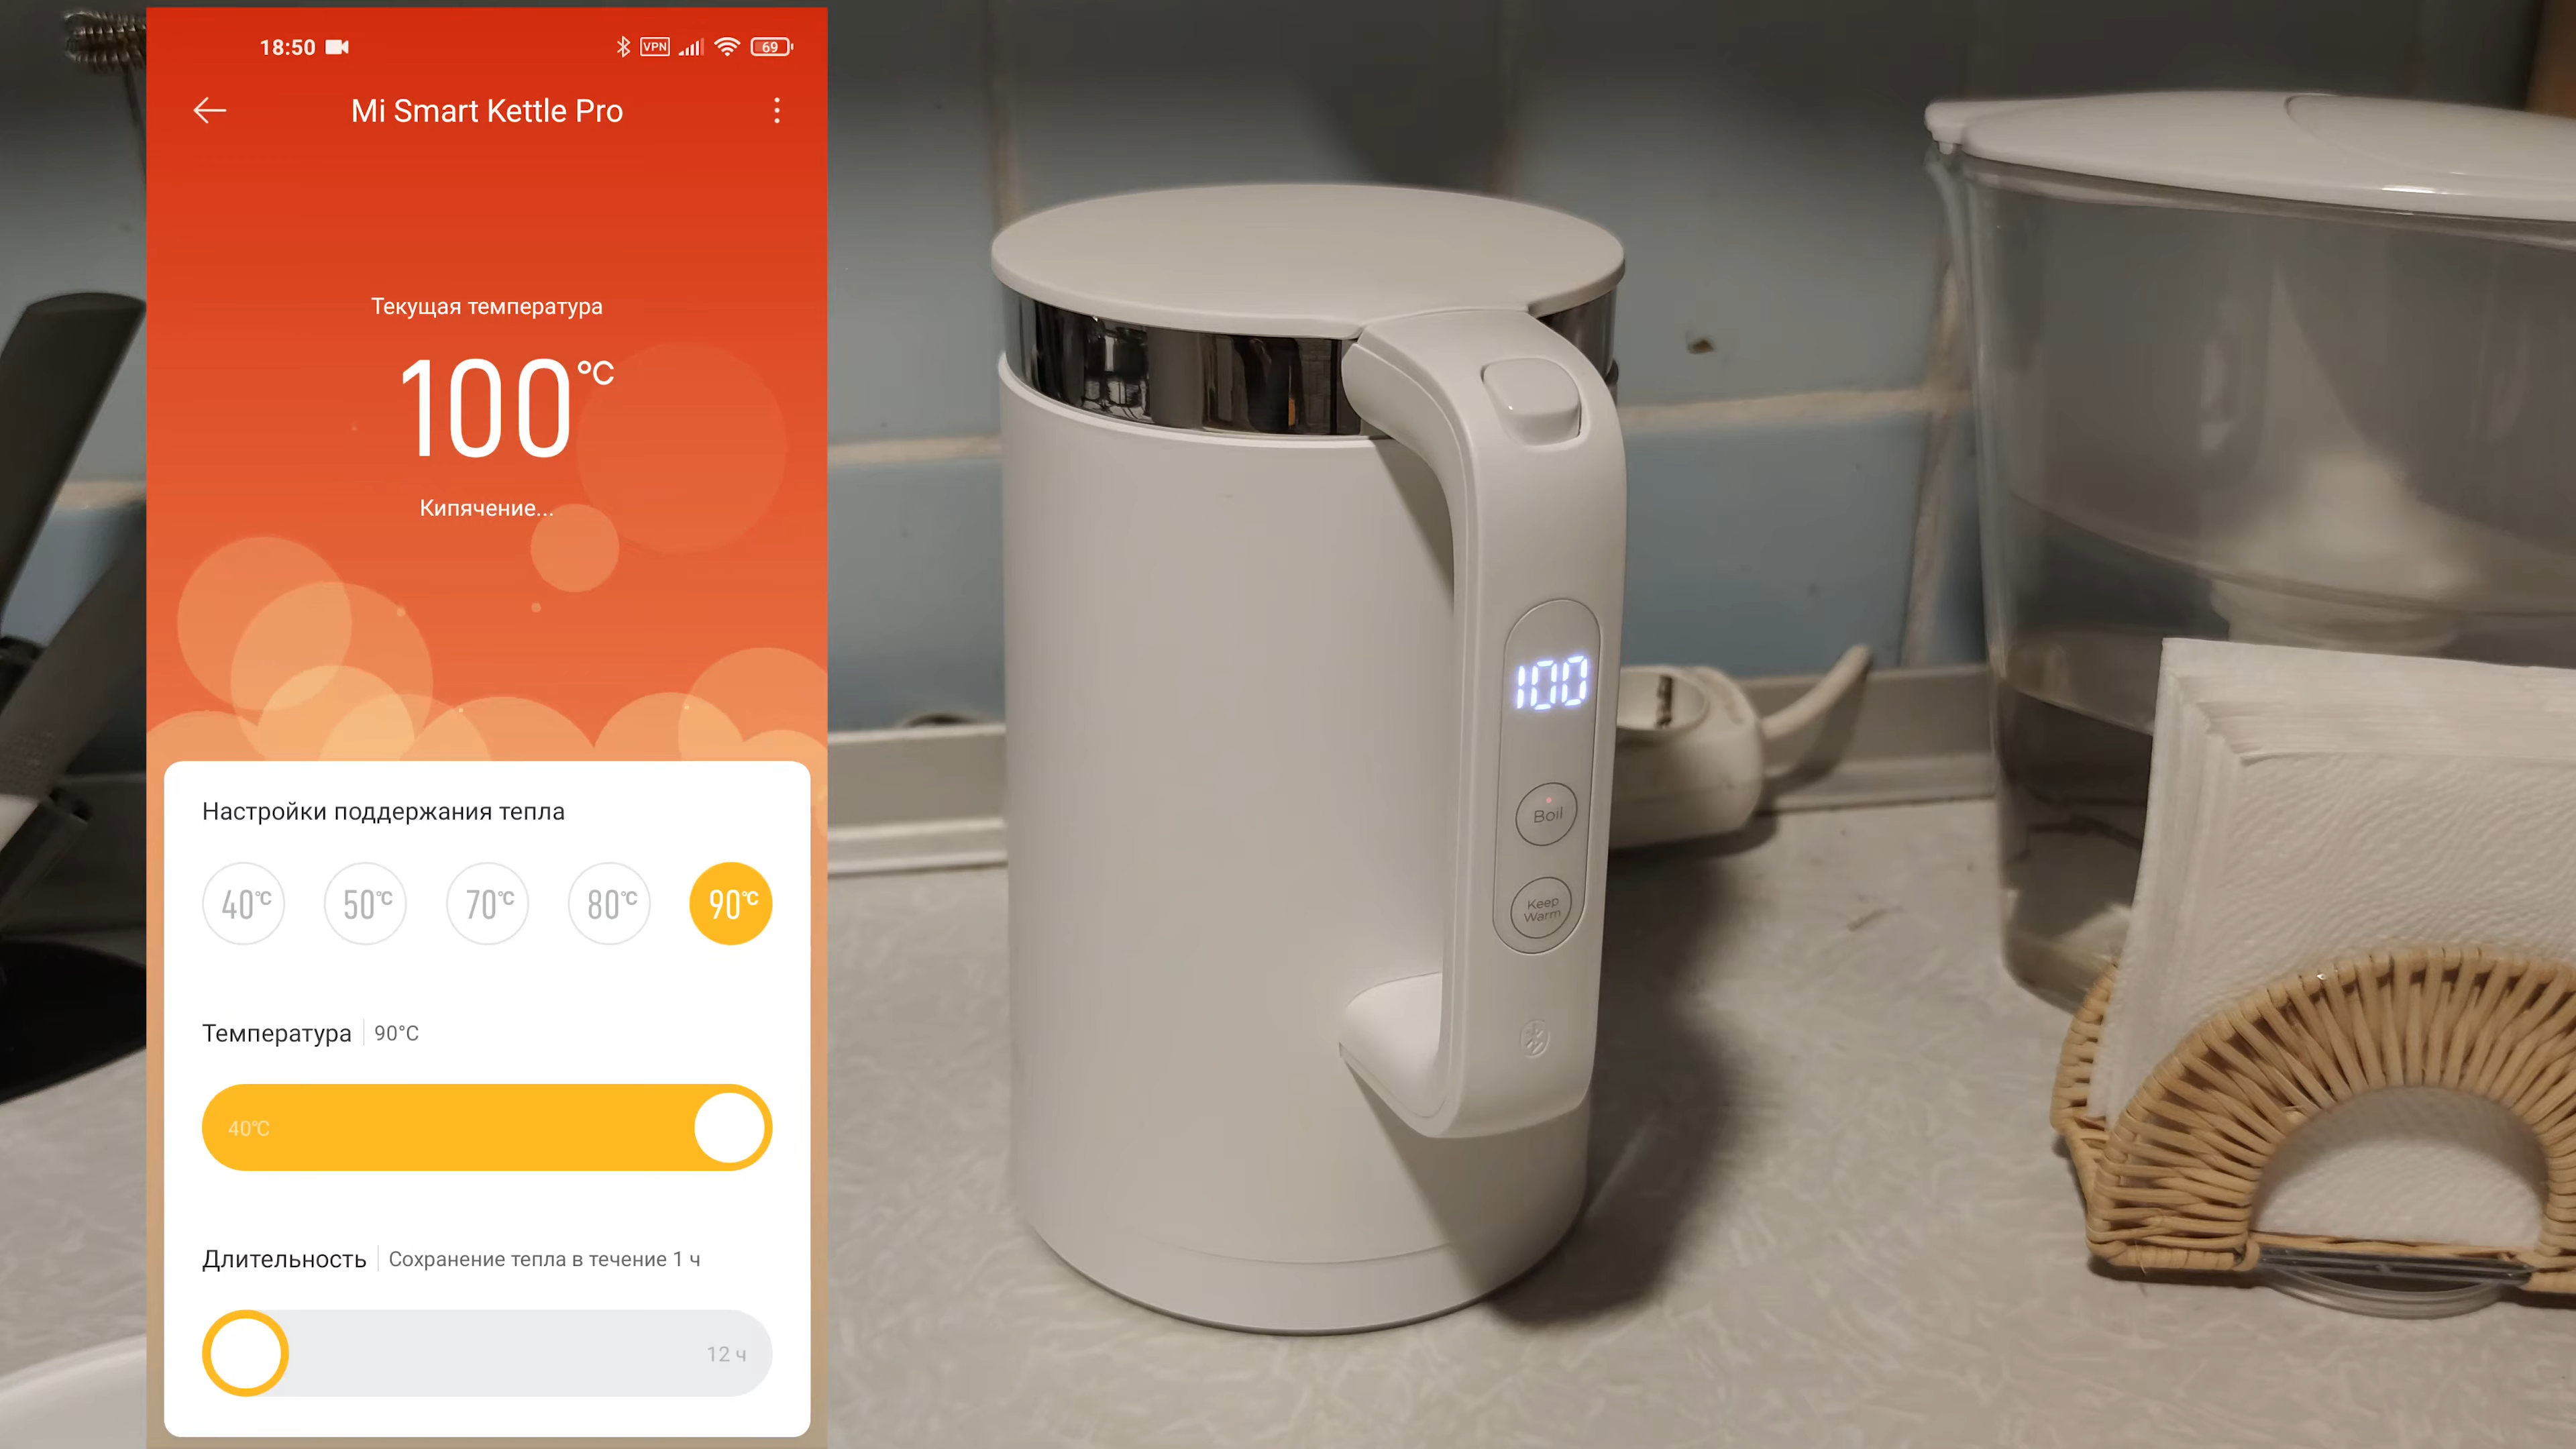 18:50
VPN
69
Mi Smart Kettle Pro
Текущая температура
100°C
Кипячение...
Настройки поддержания тепла
40°C 50°C 70°C 80°C 90°C
Температура | 90°C
40°C
Длительность | Сохранение тепла в течение 1 ч
12 ч
100
Boil
Keep
Warm